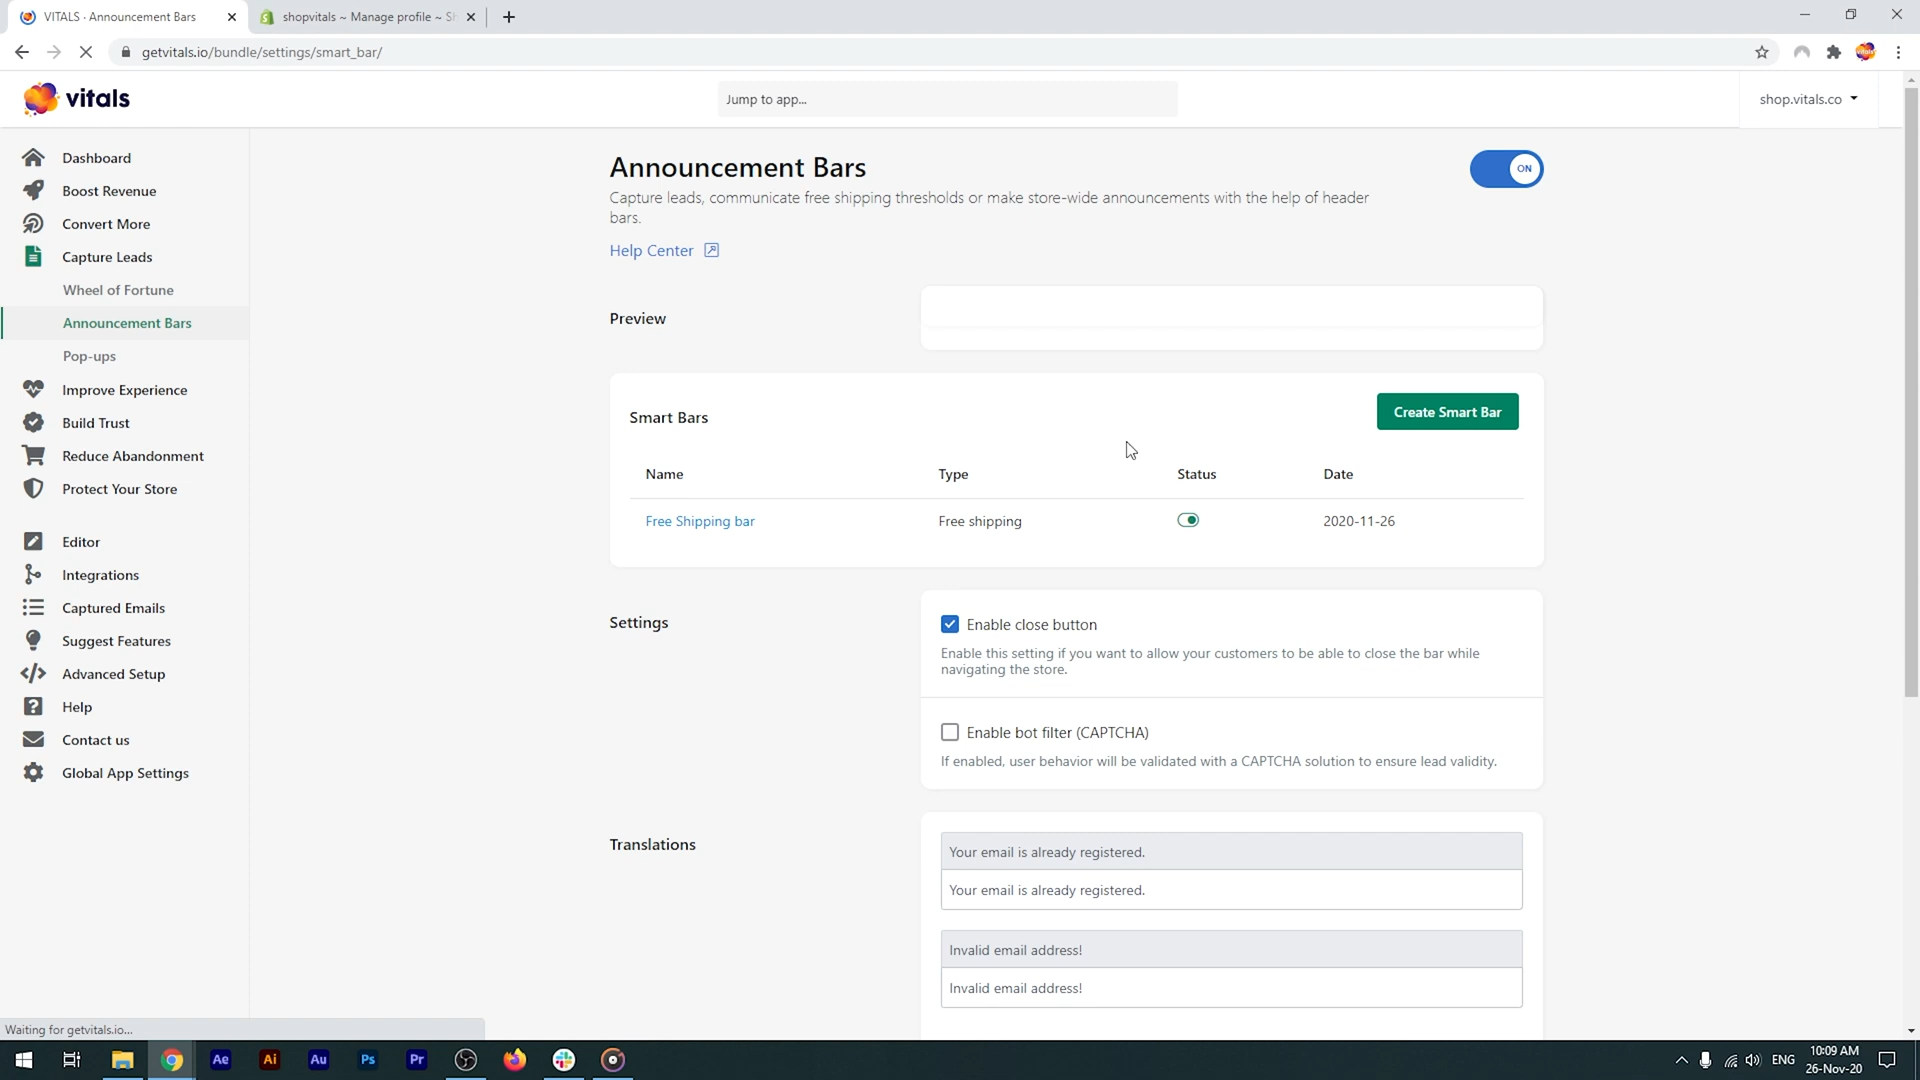 VITALS · Announcement Bars
shopvitals ~ Manage profile ~ Sh
getvitals.io/bundle/settings/smart_bar/
vitals
Jump to app...
shop.vitals.co
Dashboard
Boost Revenue
Convert More
Capture Leads
Wheel of Fortune
Announcement Bars
Pop-ups
Improve Experience
Build Trust
Reduce Abandonment
Protect Your Store
Editor
Integrations
Captured Emails
Suggest Features
Advanced Setup
Help
Contact us
Global App Settings
Announcement Bars
ON
Capture leads, communicate free shipping thresholds or make store-wide announcements with the help of header
bars.
Help Center
Preview
Smart Bars
Create Smart Bar
Name Type Status Date
Free Shipping bar Free shipping 2020-11-26
Settings
Enable close button
Enable this setting if you want to allow your customers to be able to close the bar while
navigating the store.
Enable bot filter (CAPTCHA)
If enabled, user behavior will be validated with a CAPTCHA solution to ensure lead validity.
Translations
Your email is already registered.
Your email is already registered.
Invalid email address!
Invalid email address!
Waiting for getvitals.io...
Ae
Ai
Au
Ps
Pr
ENG
10:09 AM
26-Nov-20